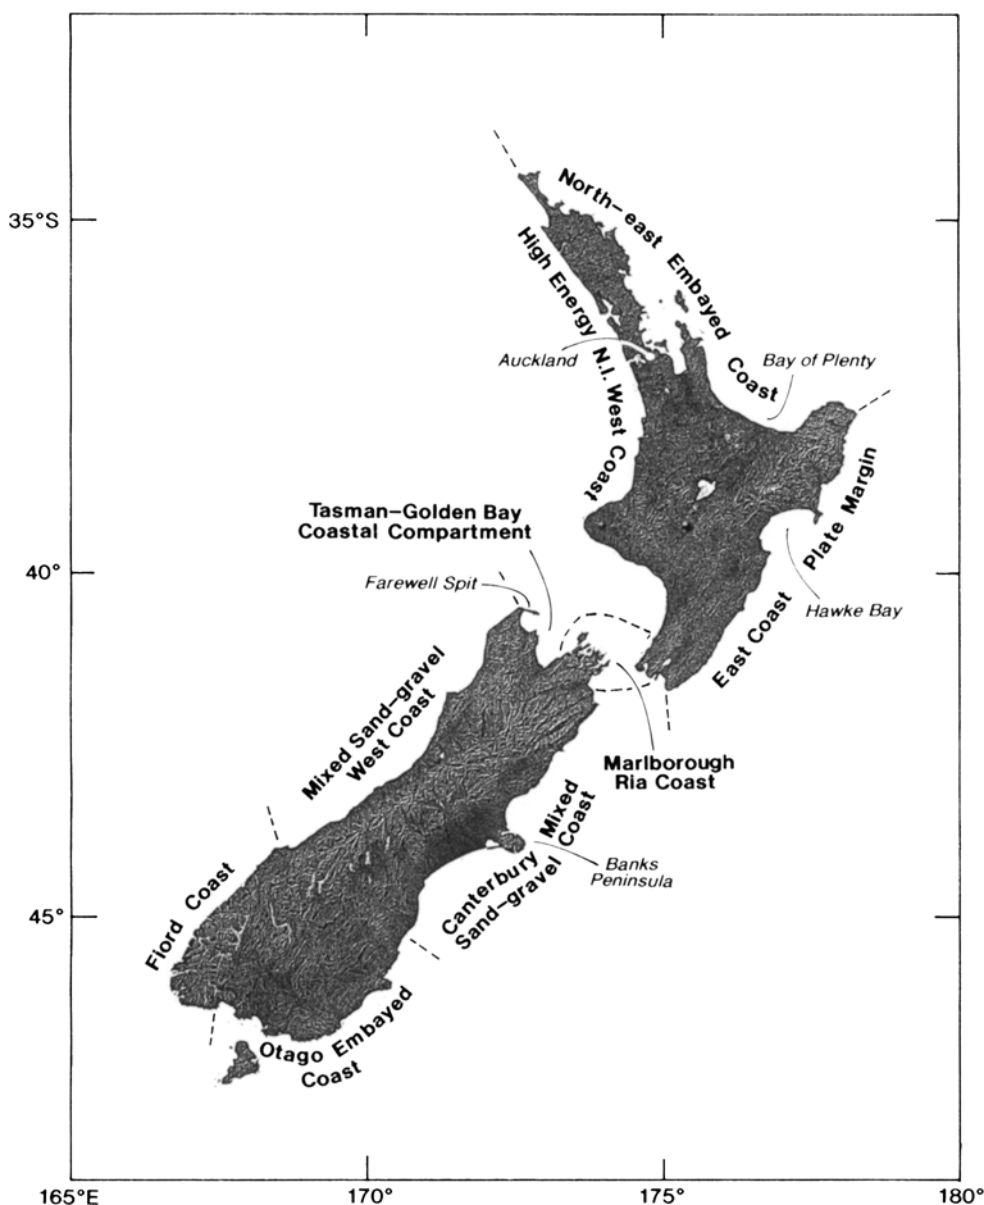 North-east Embayed Coast
35°S
High Energy N.I. West Coast
Auckland
Bay of Plenty
Tasman-Golden Bay
Coastal Compartment
East Coast Plate Margin
40°
Farewell Spit
Hawke Bay
Mixed Sand-gravel
West Coast
Marlborough
Ria Coast
Canterbury Mixed
Sand-gravel Coast
Banks
Peninsula
Fiord Coast
45°
Otago Embayed
Coast
165°E
170°
175°
180°